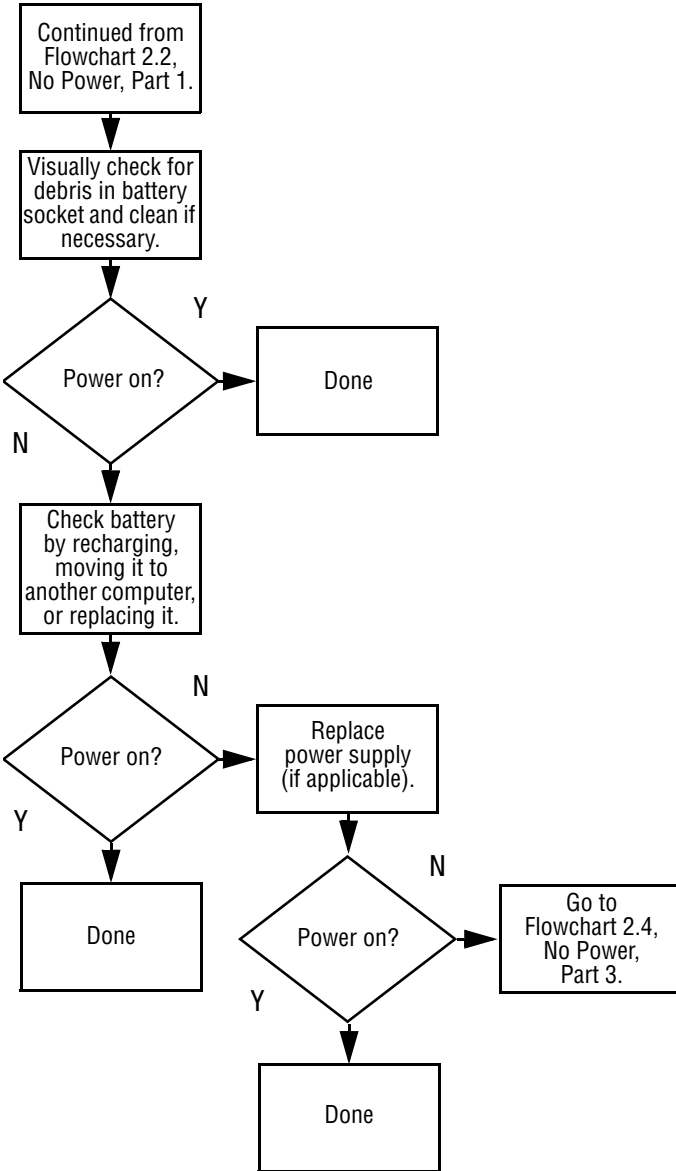 Continued from
Flowchart 2.2,
No Power, Part 1.
Visually check for
debris in battery
socket and clean if
necessary.
Y
Power on?
Done
N
Check battery
by recharging,
moving it to
another computer,
or replacing it.
N
Power on?
Replace
power supply
(if applicable).
Y
Done
N
Power on?
Go to
Flowchart 2.4,
No Power,
Part 3.
Y
Done